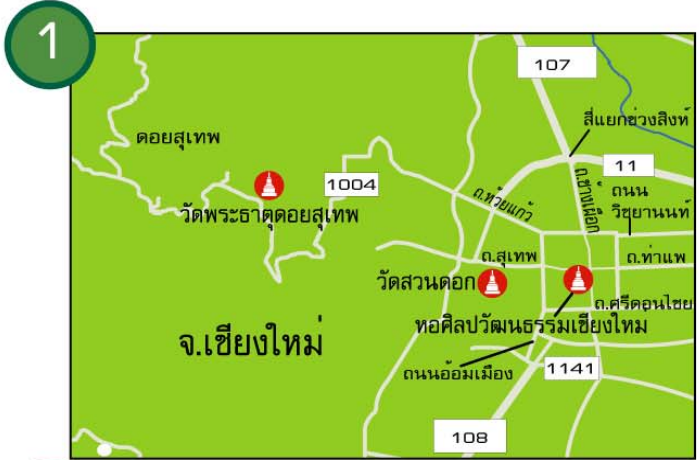 1
107
สี่แยกข่วงสิงห์
ดอยสุเทพ
11
1004
ถ.ห้วยแก้ว
ถ.ช้างเผือก
ถนน
วิชยานนท์
วัดพระธาตุดอยสุเทพ
ถ.สุเทพ
ถ.ท่าแพ
วัดสวนดอก
ถ.ศรีดอนไชย
หอศิลปวัฒนธรรมเชียงใหม่
จ.เชียงใหม่
ถนนอ้อมเมือง
1141
108